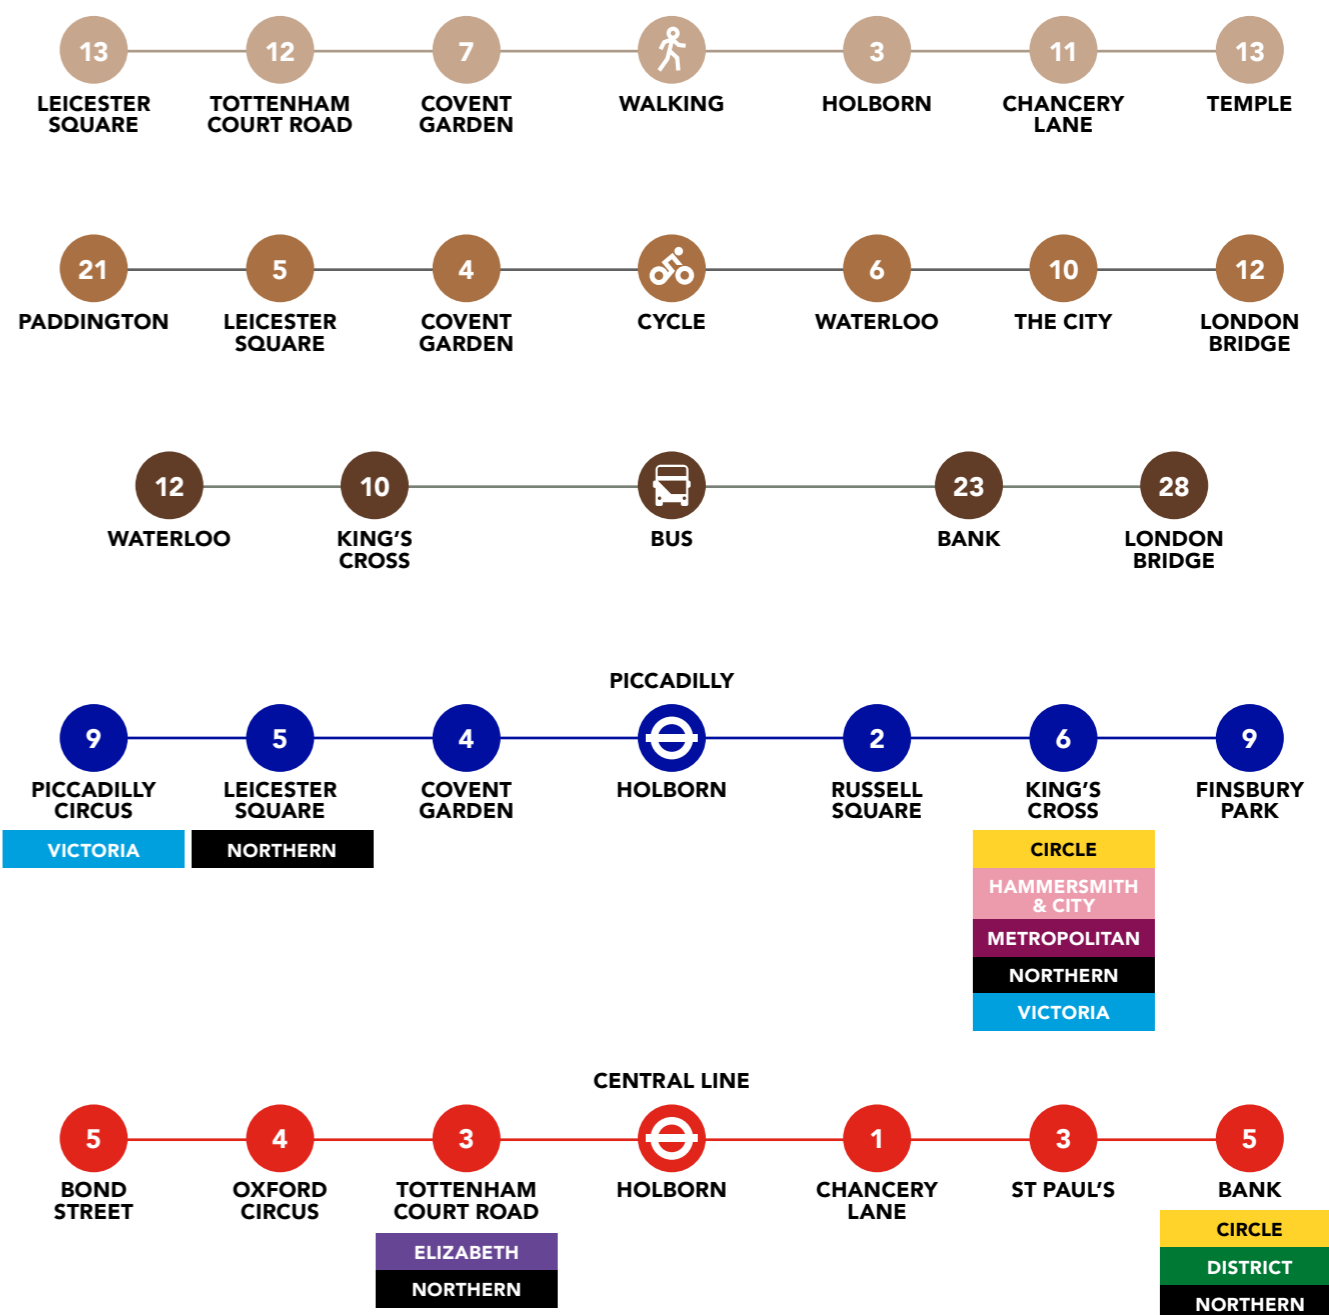 13 12 7 3 11 13
LEICESTER TOTTENHAM COVENT WALKING HOLBORN CHANCERY TEMPLE
SQUARE COURT ROAD GARDEN LANE
21 5 4 6 10 12
PADDINGTON LEICESTER COVENT CYCLE WATERLOO THE CITY LONDON
SQUARE GARDEN BRIDGE
12 10 23 28
WATERLOO KING'S BUS BANK LONDON
CROSS BRIDGE
PICCADILLY
9 5 4 2 6 9
PICCADILLY LEICESTER COVENT HOLBORN RUSSELL KING'S FINSBURY
CIRCUS SQUARE GARDEN SQUARE CROSS PARK
VICTORIA NORTHERN CIRCLE
HAMMERSMITH
& CITY
METROPOLITAN
NORTHERN
VICTORIA
CENTRAL LINE
5 4 3 1 3 5
BOND OXFORD TOTTENHAM HOLBORN CHANCERY ST PAUL'S BANK
STREET CIRCUS COURT ROAD LANE
CIRCLE
ELIZABETH DISTRICT
NORTHERN NORTHERN